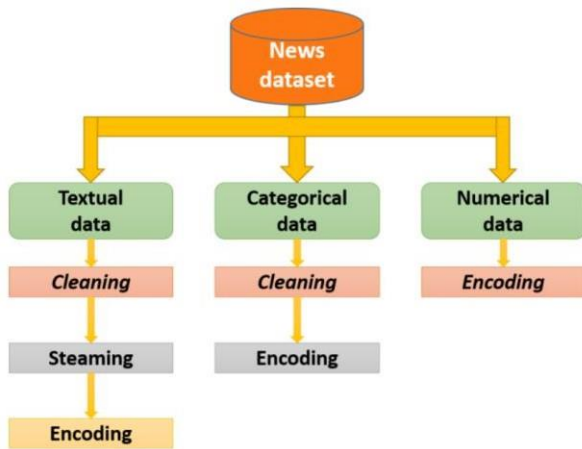 News
dataset
Textual
data
Categorical
data
Numerical
data
Cleaning
Cleaning
Encoding
Steaming
Encoding
Encoding